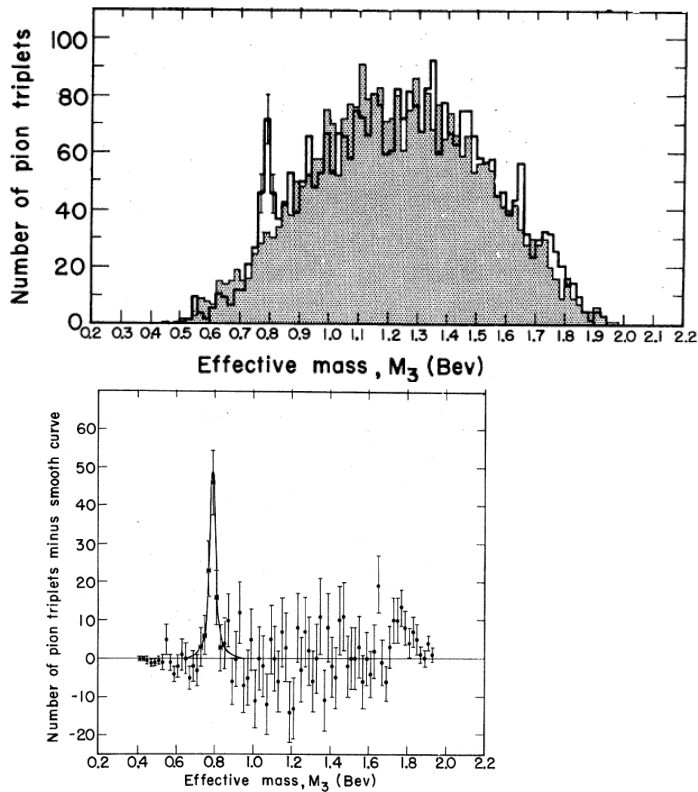 Number of pion triplets
100
80
60
40
20
0
0.2 0.3 0.4 0.5 0.6 0.7 0.8 0.9 1.0 1.1 1.2 1.3 1.4 1.5 1.6 1.7 1.8 1.9 2.0 2.1 2.2
Effective mass, M3 (Bev)
Number of pion triplets minus smooth curve
60
50
40
30
20
10
0
-10
-20
0.2 0.4 0.6 0.8 1.0 1.2 1.4 1.6 1.8 2.0 2.2
Effective mass, M3 (Bev)